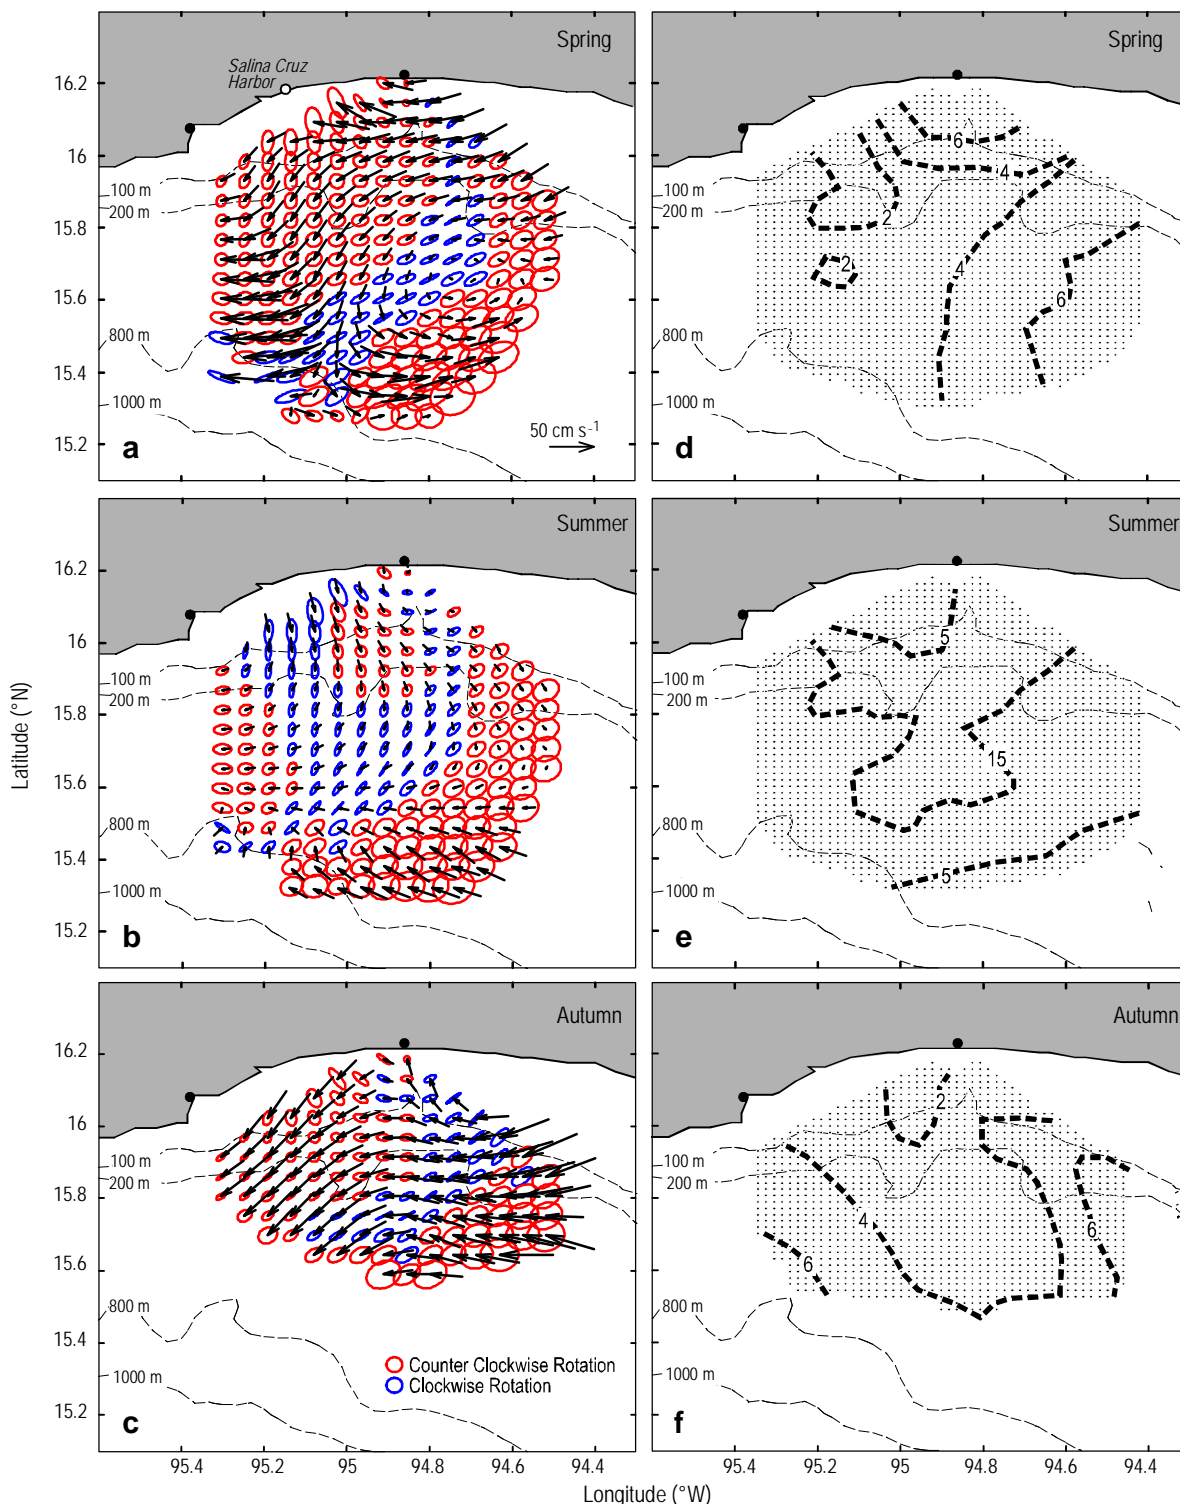 Spring
Salina Cruz
Harbor
16.2
16
15.8
15.6
15.4
15.2
100 m
200 m
800 m
1000 m
50 cm s-1
a
Spring
6
4
2
2
4
6
100 m
200 m
800 m
1000 m
d
Summer
16.2
16
15.8
15.6
15.4
15.2
100 m
200 m
800 m
1000 m
b
Summer
5
15
5
100 m
200 m
800 m
1000 m
e
Latitude (°N)
Autumn
16.2
16
15.8
15.6
15.4
15.2
100 m
200 m
800 m
1000 m
Counter Clockwise Rotation
Clockwise Rotation
c
Autumn
2
4
6
6
100 m
200 m
800 m
1000 m
f
95.4 95.2 95 94.8 94.6 94.4
95.4 95.2 95 94.8 94.6 94.4
Longitude (°W)